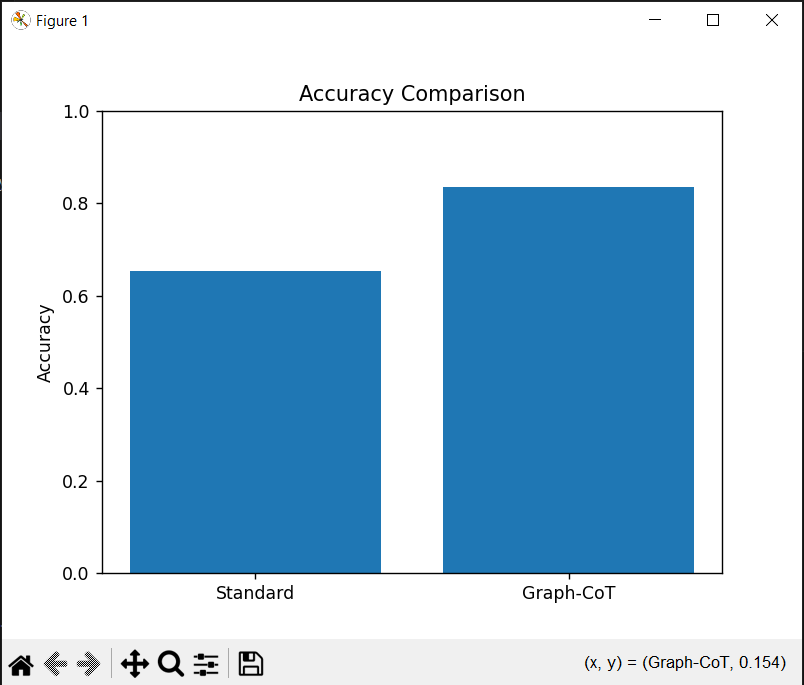 Figure 1
Accuracy Comparison
1.0
0.8
0.6
0.4
0.2
0.0
Accuracy
Standard
Graph-CoT
(x, y) = (Graph-CoT, 0.154)